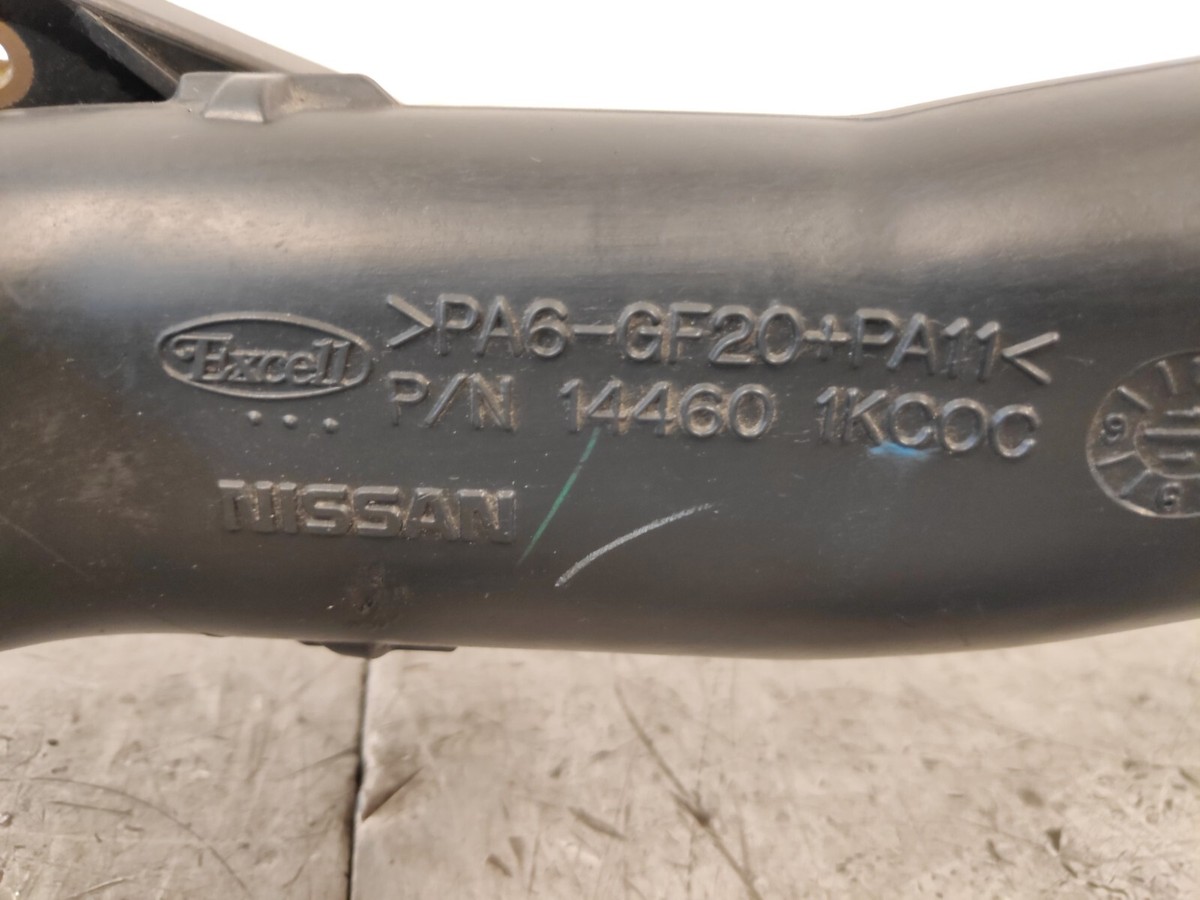 >PA6-GF20+PA11<
Excell
P/N 14460 1KC0C
NISSAN